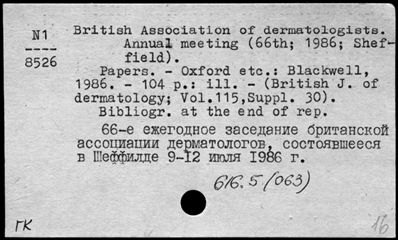 N1
----
8526
British Association of dermatologists.
Annual meeting (66th; 1986; Shef-
field).
Papers. - Oxford etc.: Blackwell,
1986. - 104 p.: ill. - (British J. of
dermatology; Vol.115,Suppl. 30).
Bibliogr. at the end of rep.
66-е ежегодное заседание британской
ассоциации дерматологов, состоявшееся
в Шеффилде 9-12 июля 1986 г.
616.5 (063)
ГК
16